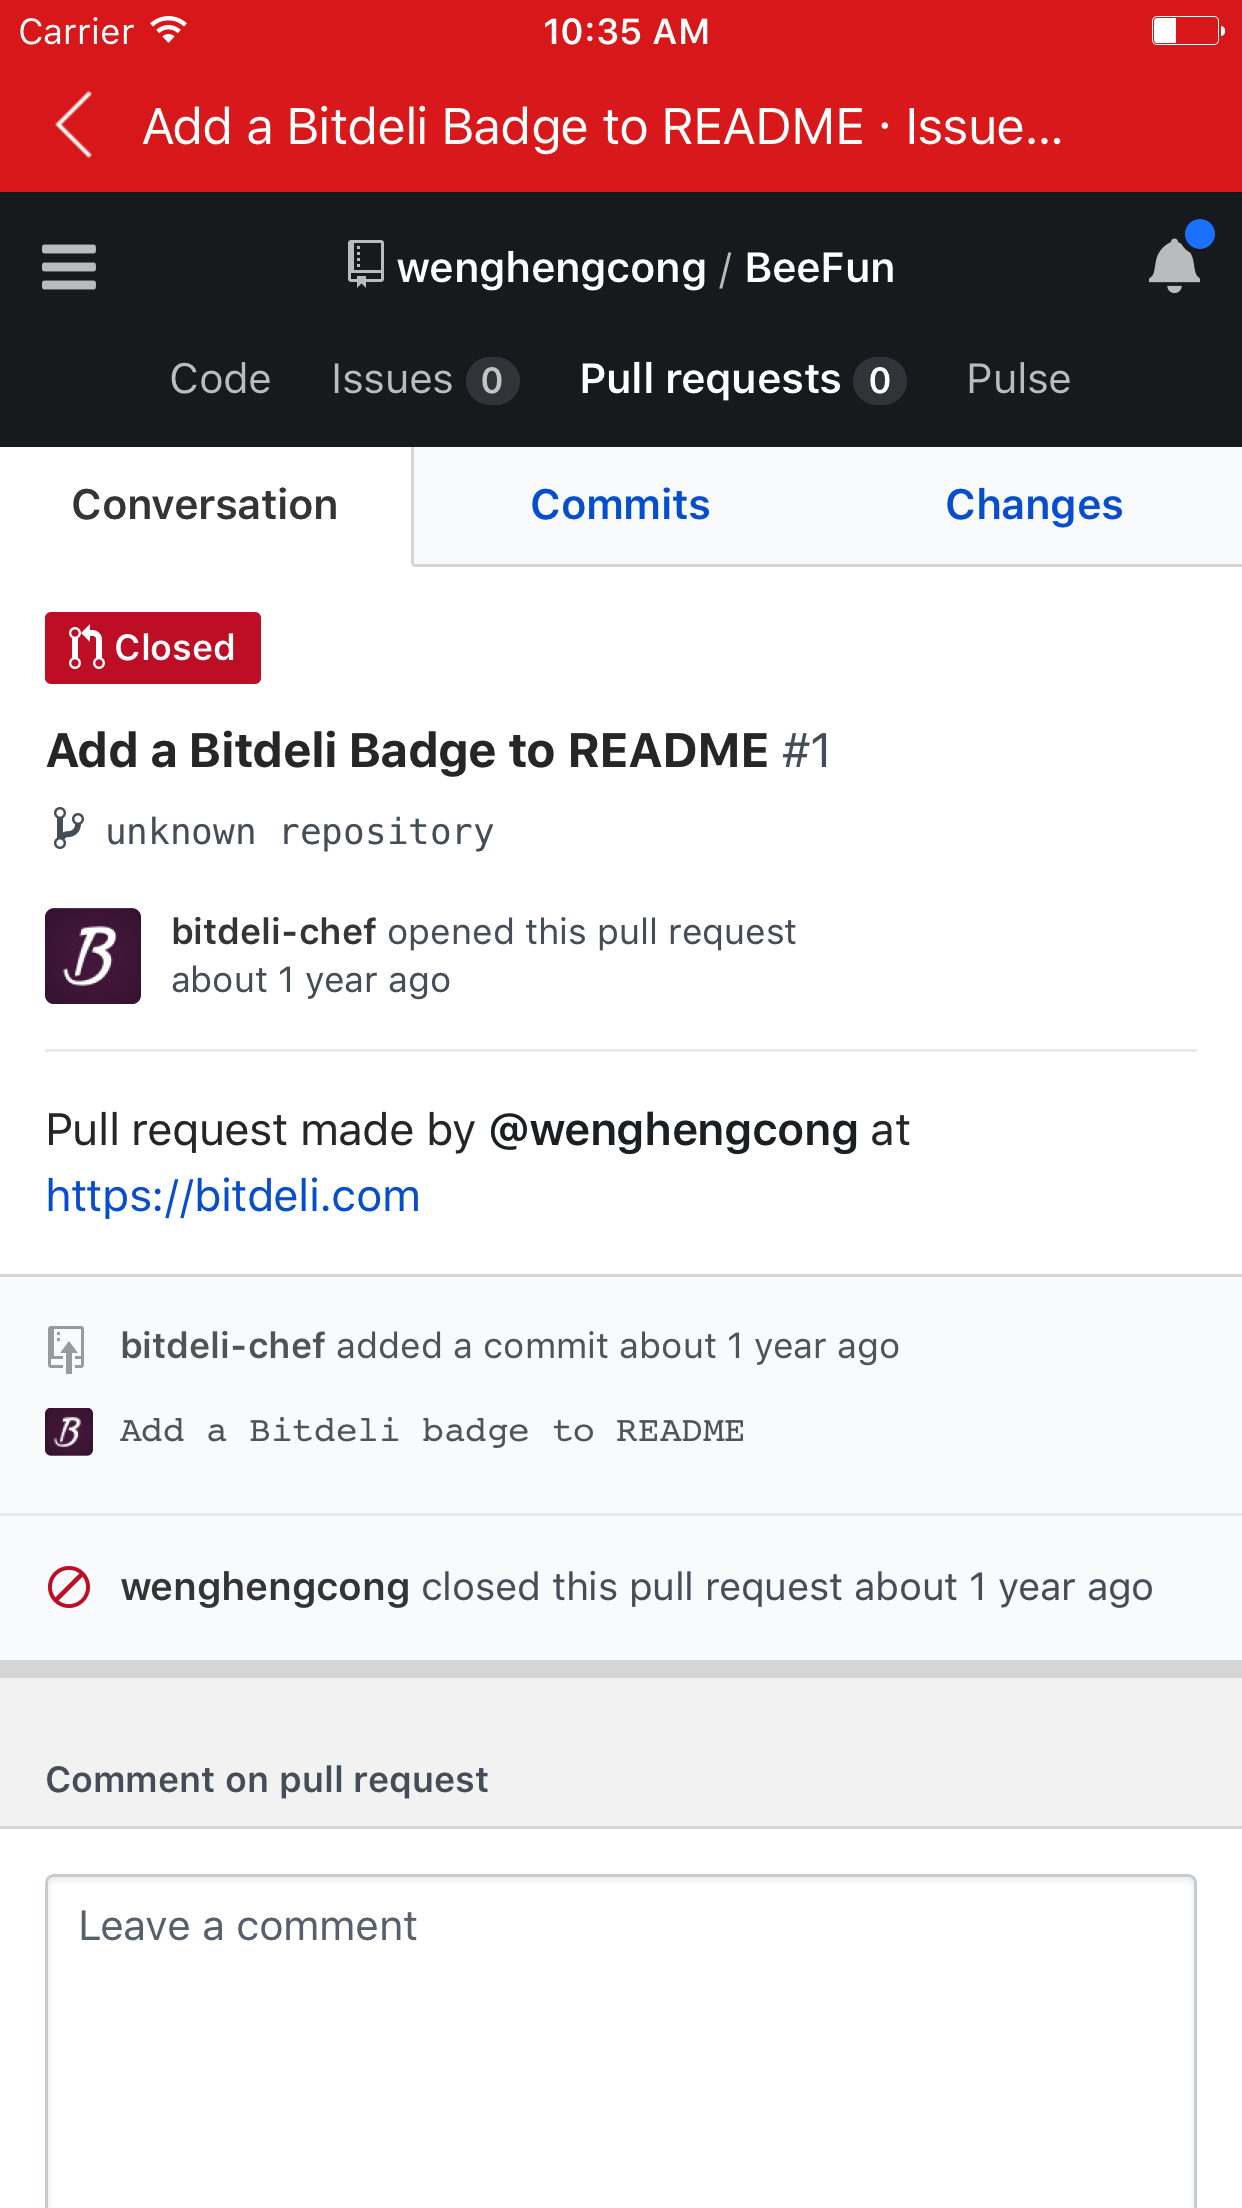 Carrier 10:35 AM
Add a Bitdeli Badge to README · Issue...
wenghengcong / BeeFun
Code Issues 0 Pull requests 0 Pulse
Conversation Commits Changes
Closed
Add a Bitdeli Badge to README #1
unknown repository
B bitdeli-chef opened this pull request
about 1 year ago
Pull request made by @wenghengcong at
https://bitdeli.com
bitdeli-chef added a commit about 1 year ago
B Add a Bitdeli badge to README
wenghengcong closed this pull request about 1 year ago
Comment on pull request
Leave a comment